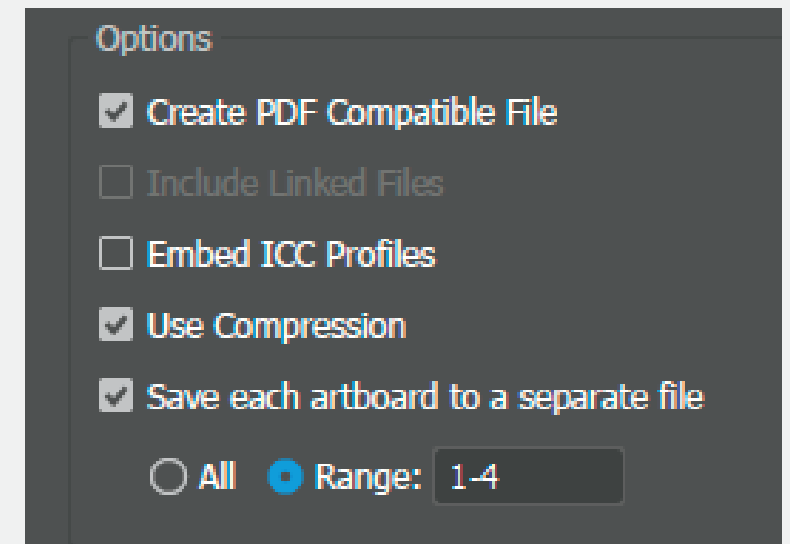 Options
Create PDF Compatible File
Include Linked Files
Embed ICC Profiles
Use Compression
Save each artboard to a separate file
All Range: 1-4